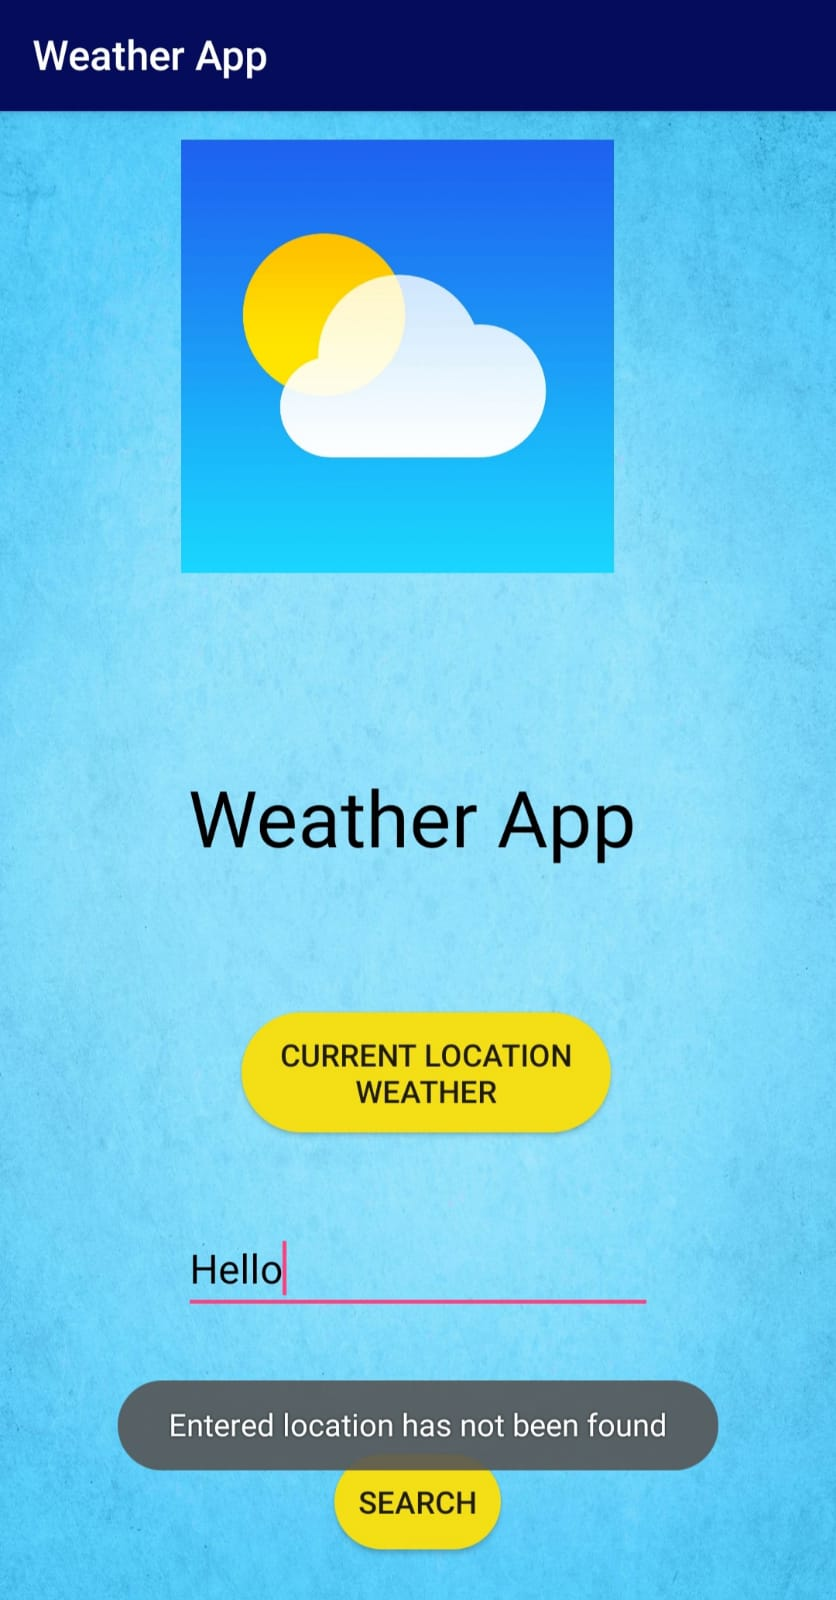 Weather App
Weather App
CURRENT LOCATION
WEATHER
Hello
Entered location has not been found
SEARCH